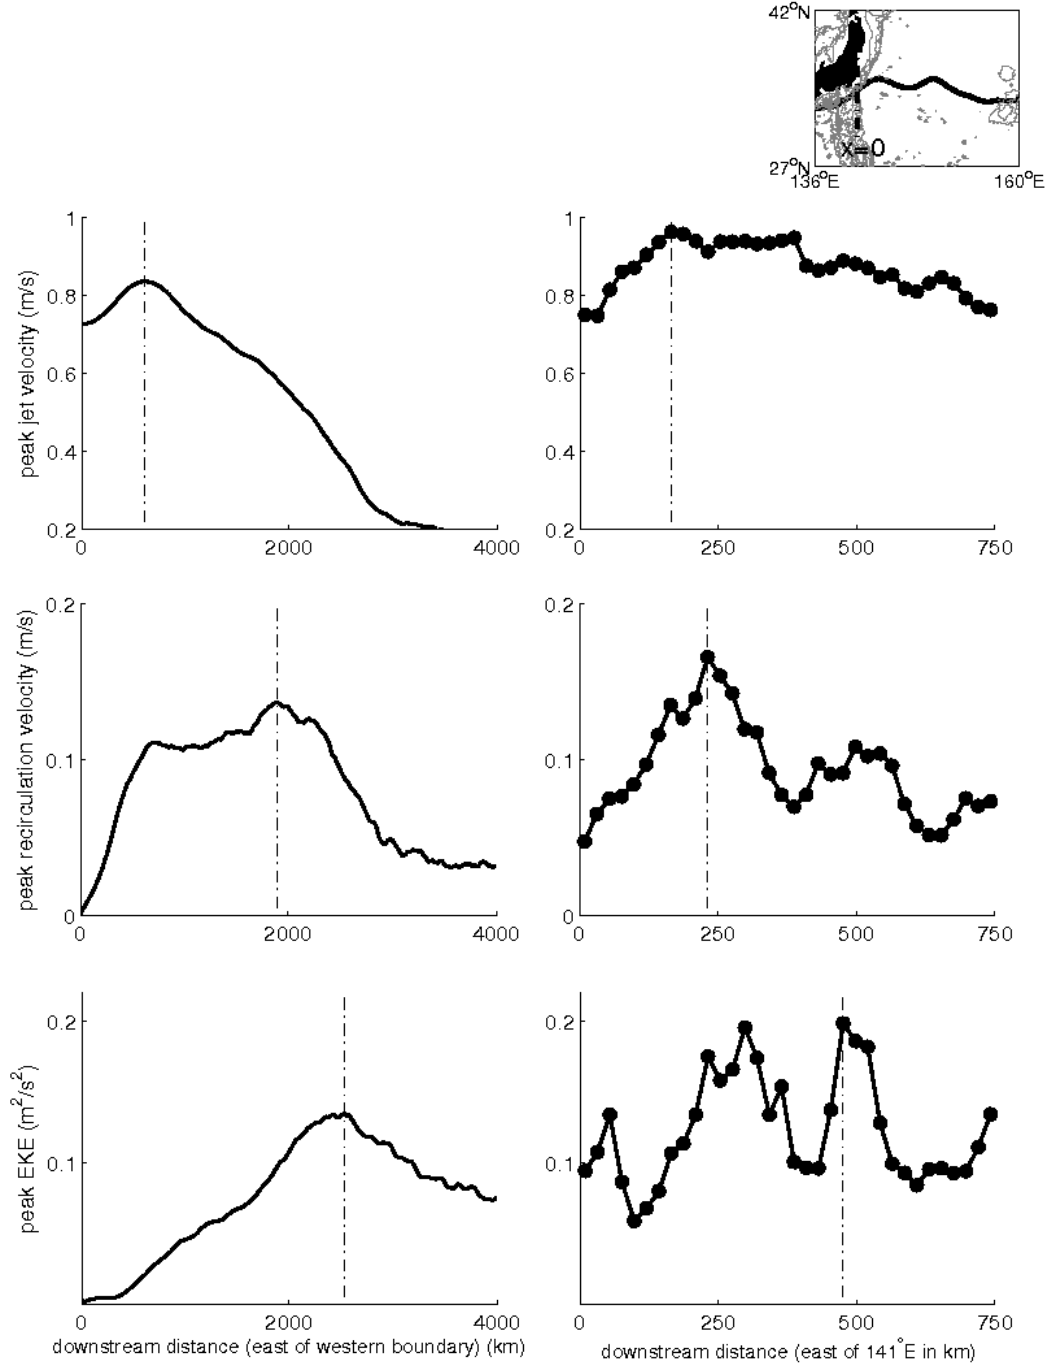 42°N
x=0
27°N
136°E 160°E
peak jet velocity (m/s)
1
0.8
0.6
0.4
0.2
0 2000 4000
1
0.8
0.6
0.4
0.2
0 250 500 750
peak recirculation velocity (m/s)
0.2
0.1
0
0 2000 4000
0.2
0.1
0
0 250 500 750
peak EKE (m²/s²)
0.2
0.1
0 2000 4000
downstream distance (east of western boundary) (km)
0.2
0.1
0 250 500 750
downstream distance (east of 141°E in km)